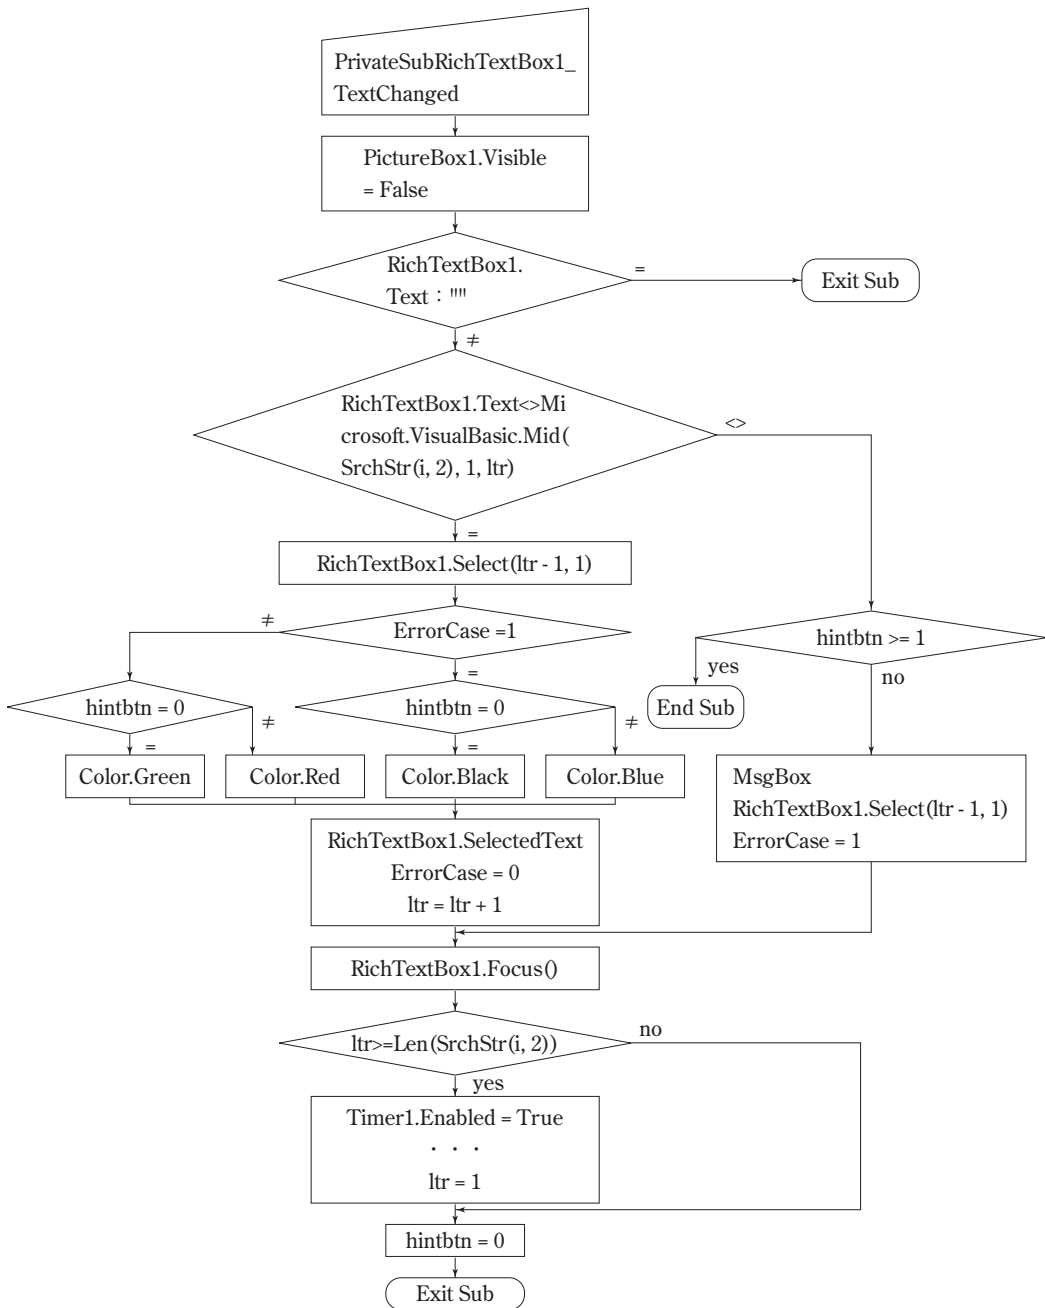 PrivateSubRichTextBox1_
TextChanged
PictureBox1.Visible
= False
RichTextBox1.
Text : ""
=
Exit Sub
≠
RichTextBox1.Text<>Mi
crosoft.VisualBasic.Mid(
SrchStr(i, 2), 1, ltr)
<>
=
RichTextBox1.Select(ltr - 1, 1)
≠
ErrorCase =1
=
hintbtn >= 1
yes
no
End Sub
hintbtn = 0
≠
=
hintbtn = 0
≠
=
Color.Green
Color.Red
Color.Black
Color.Blue
MsgBox
RichTextBox1.Select(ltr - 1, 1)
ErrorCase = 1
RichTextBox1.SelectedText
ErrorCase = 0
ltr = ltr + 1
RichTextBox1.Focus()
ltr>=Len(SrchStr(i, 2))
no
yes
Timer1.Enabled = True
・ ・ ・
ltr = 1
hintbtn = 0
Exit Sub